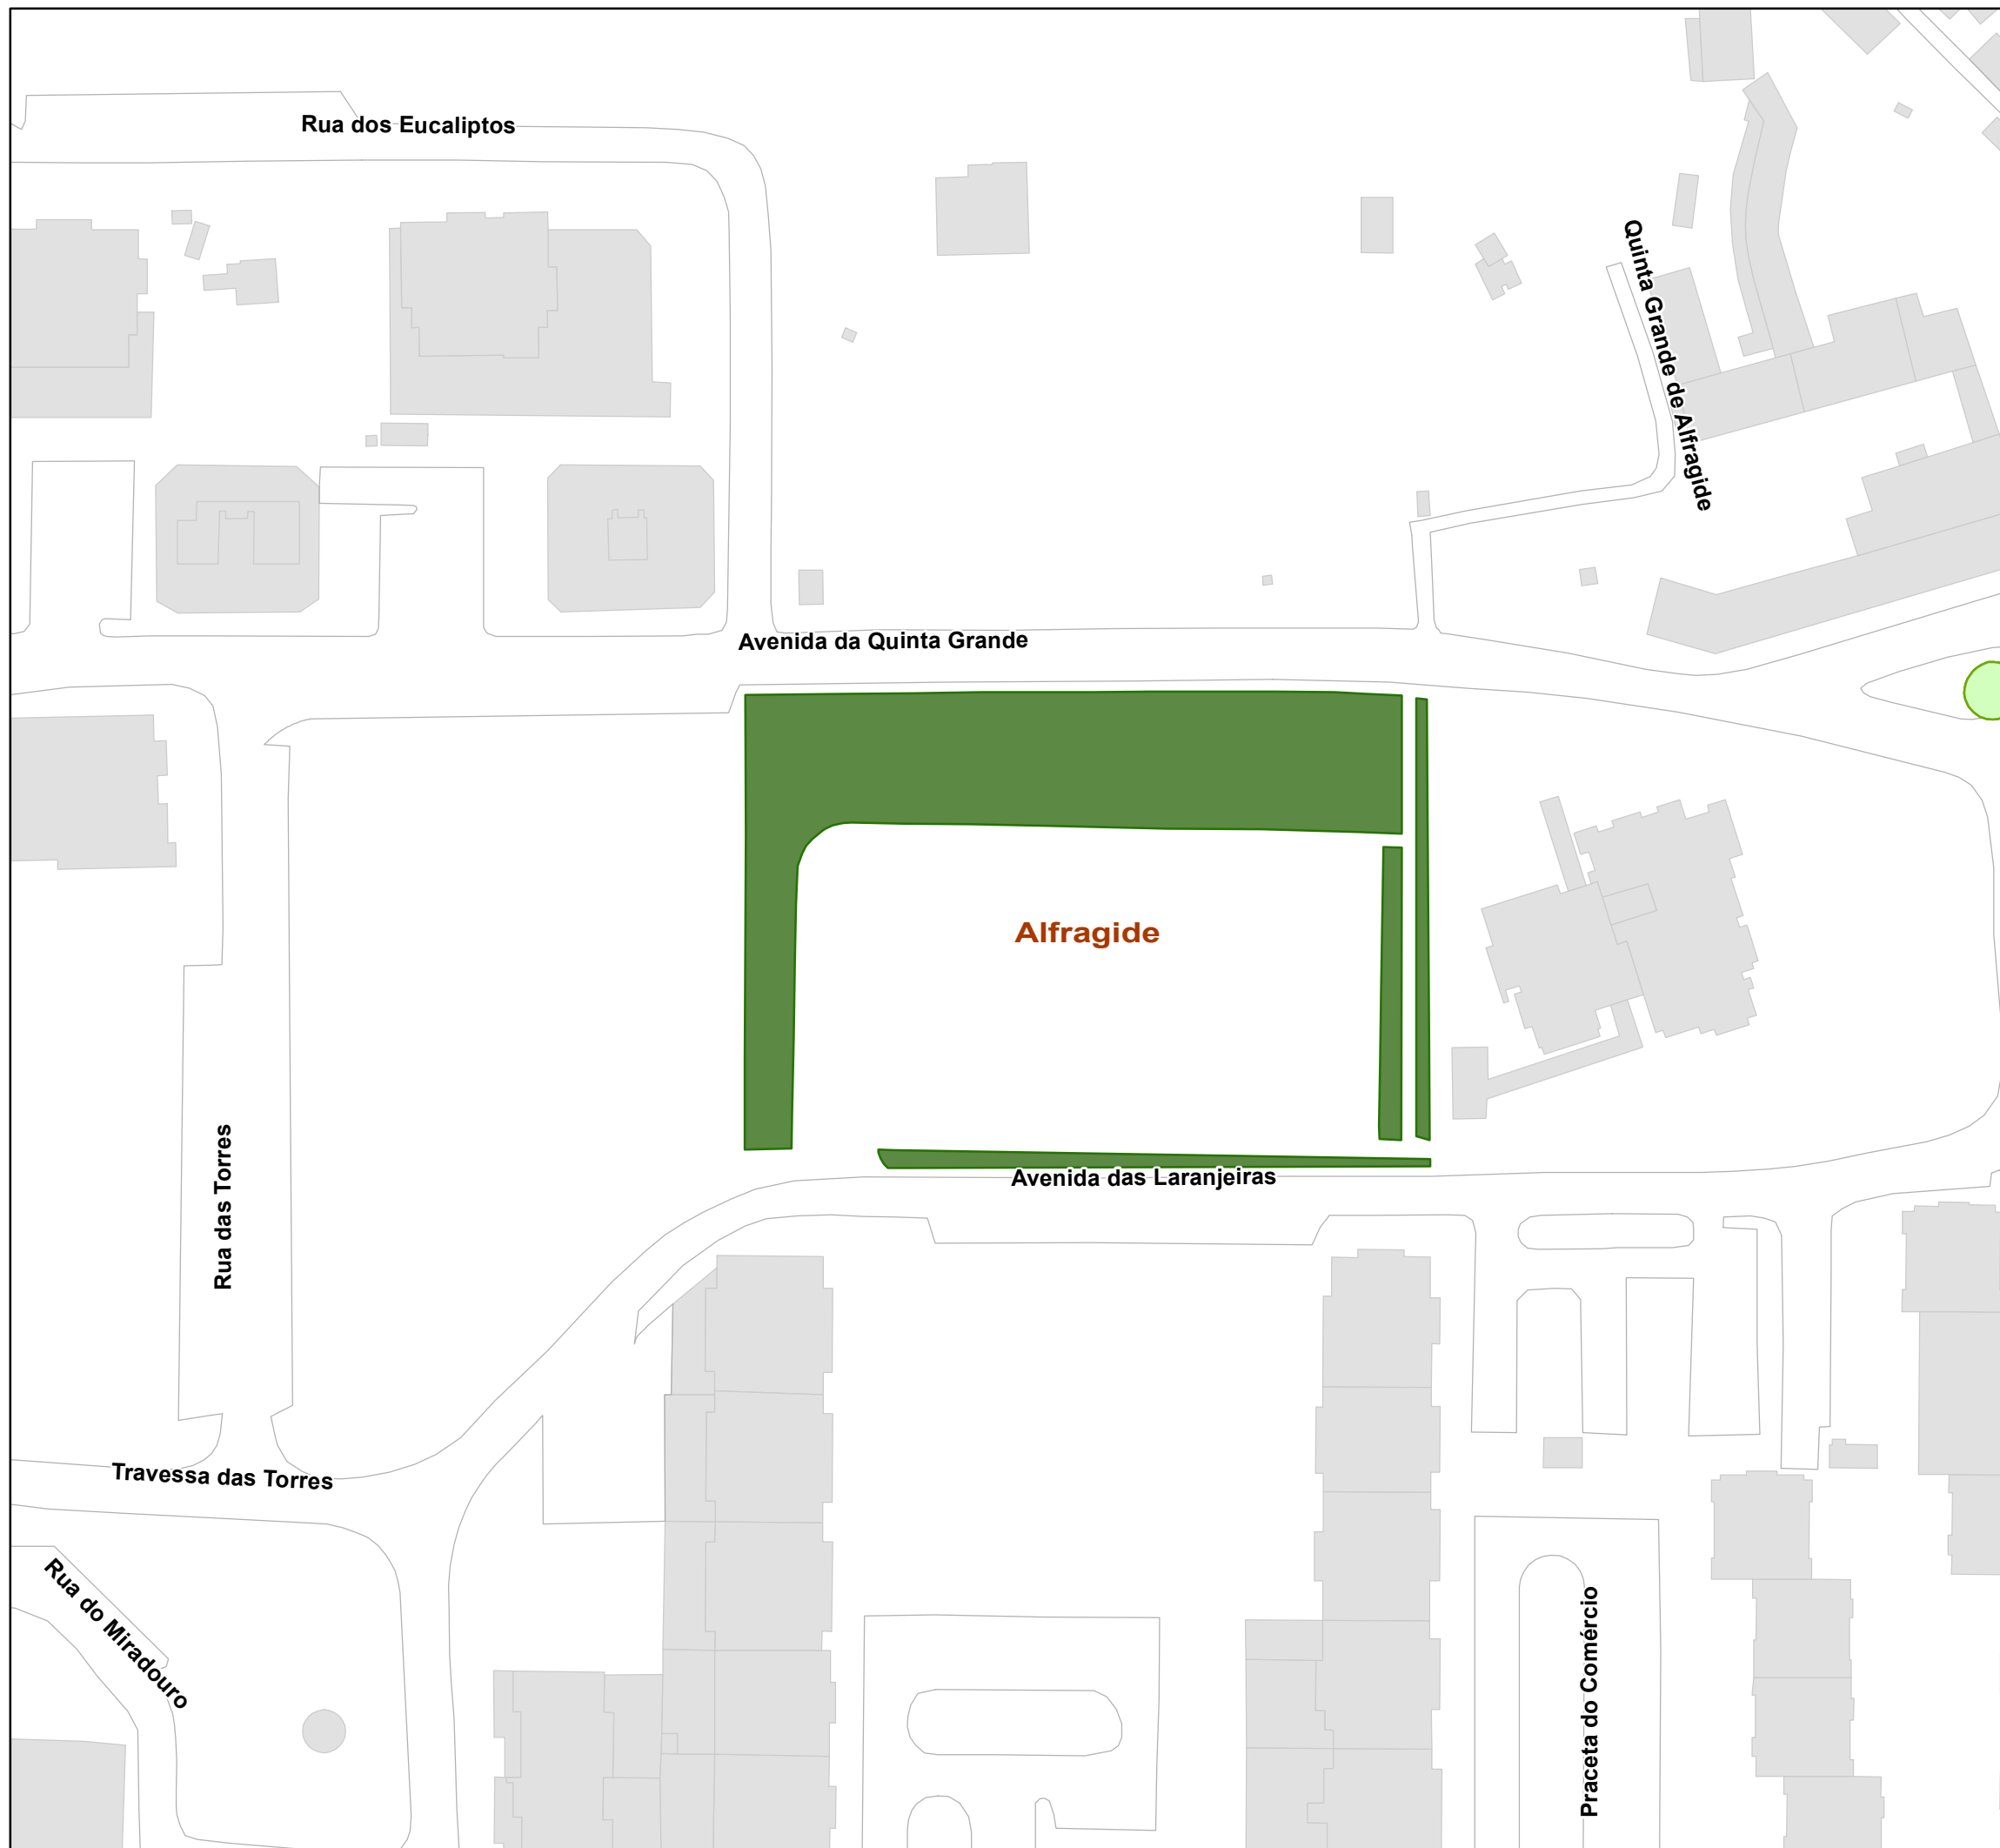 Rua dos Eucaliptos
Quinta Grande de Alfragide
Avenida da Quinta Grande
Alfragide
Rua das Torres
Avenida das Laranjeiras
Travessa das Torres
Rua do Miradouro
Praceta do Comércio